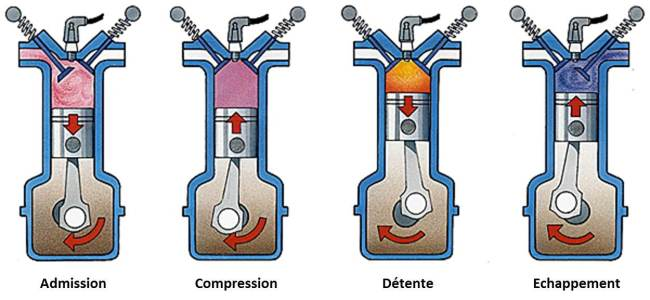 Admission
Compression
Détente
Echappement